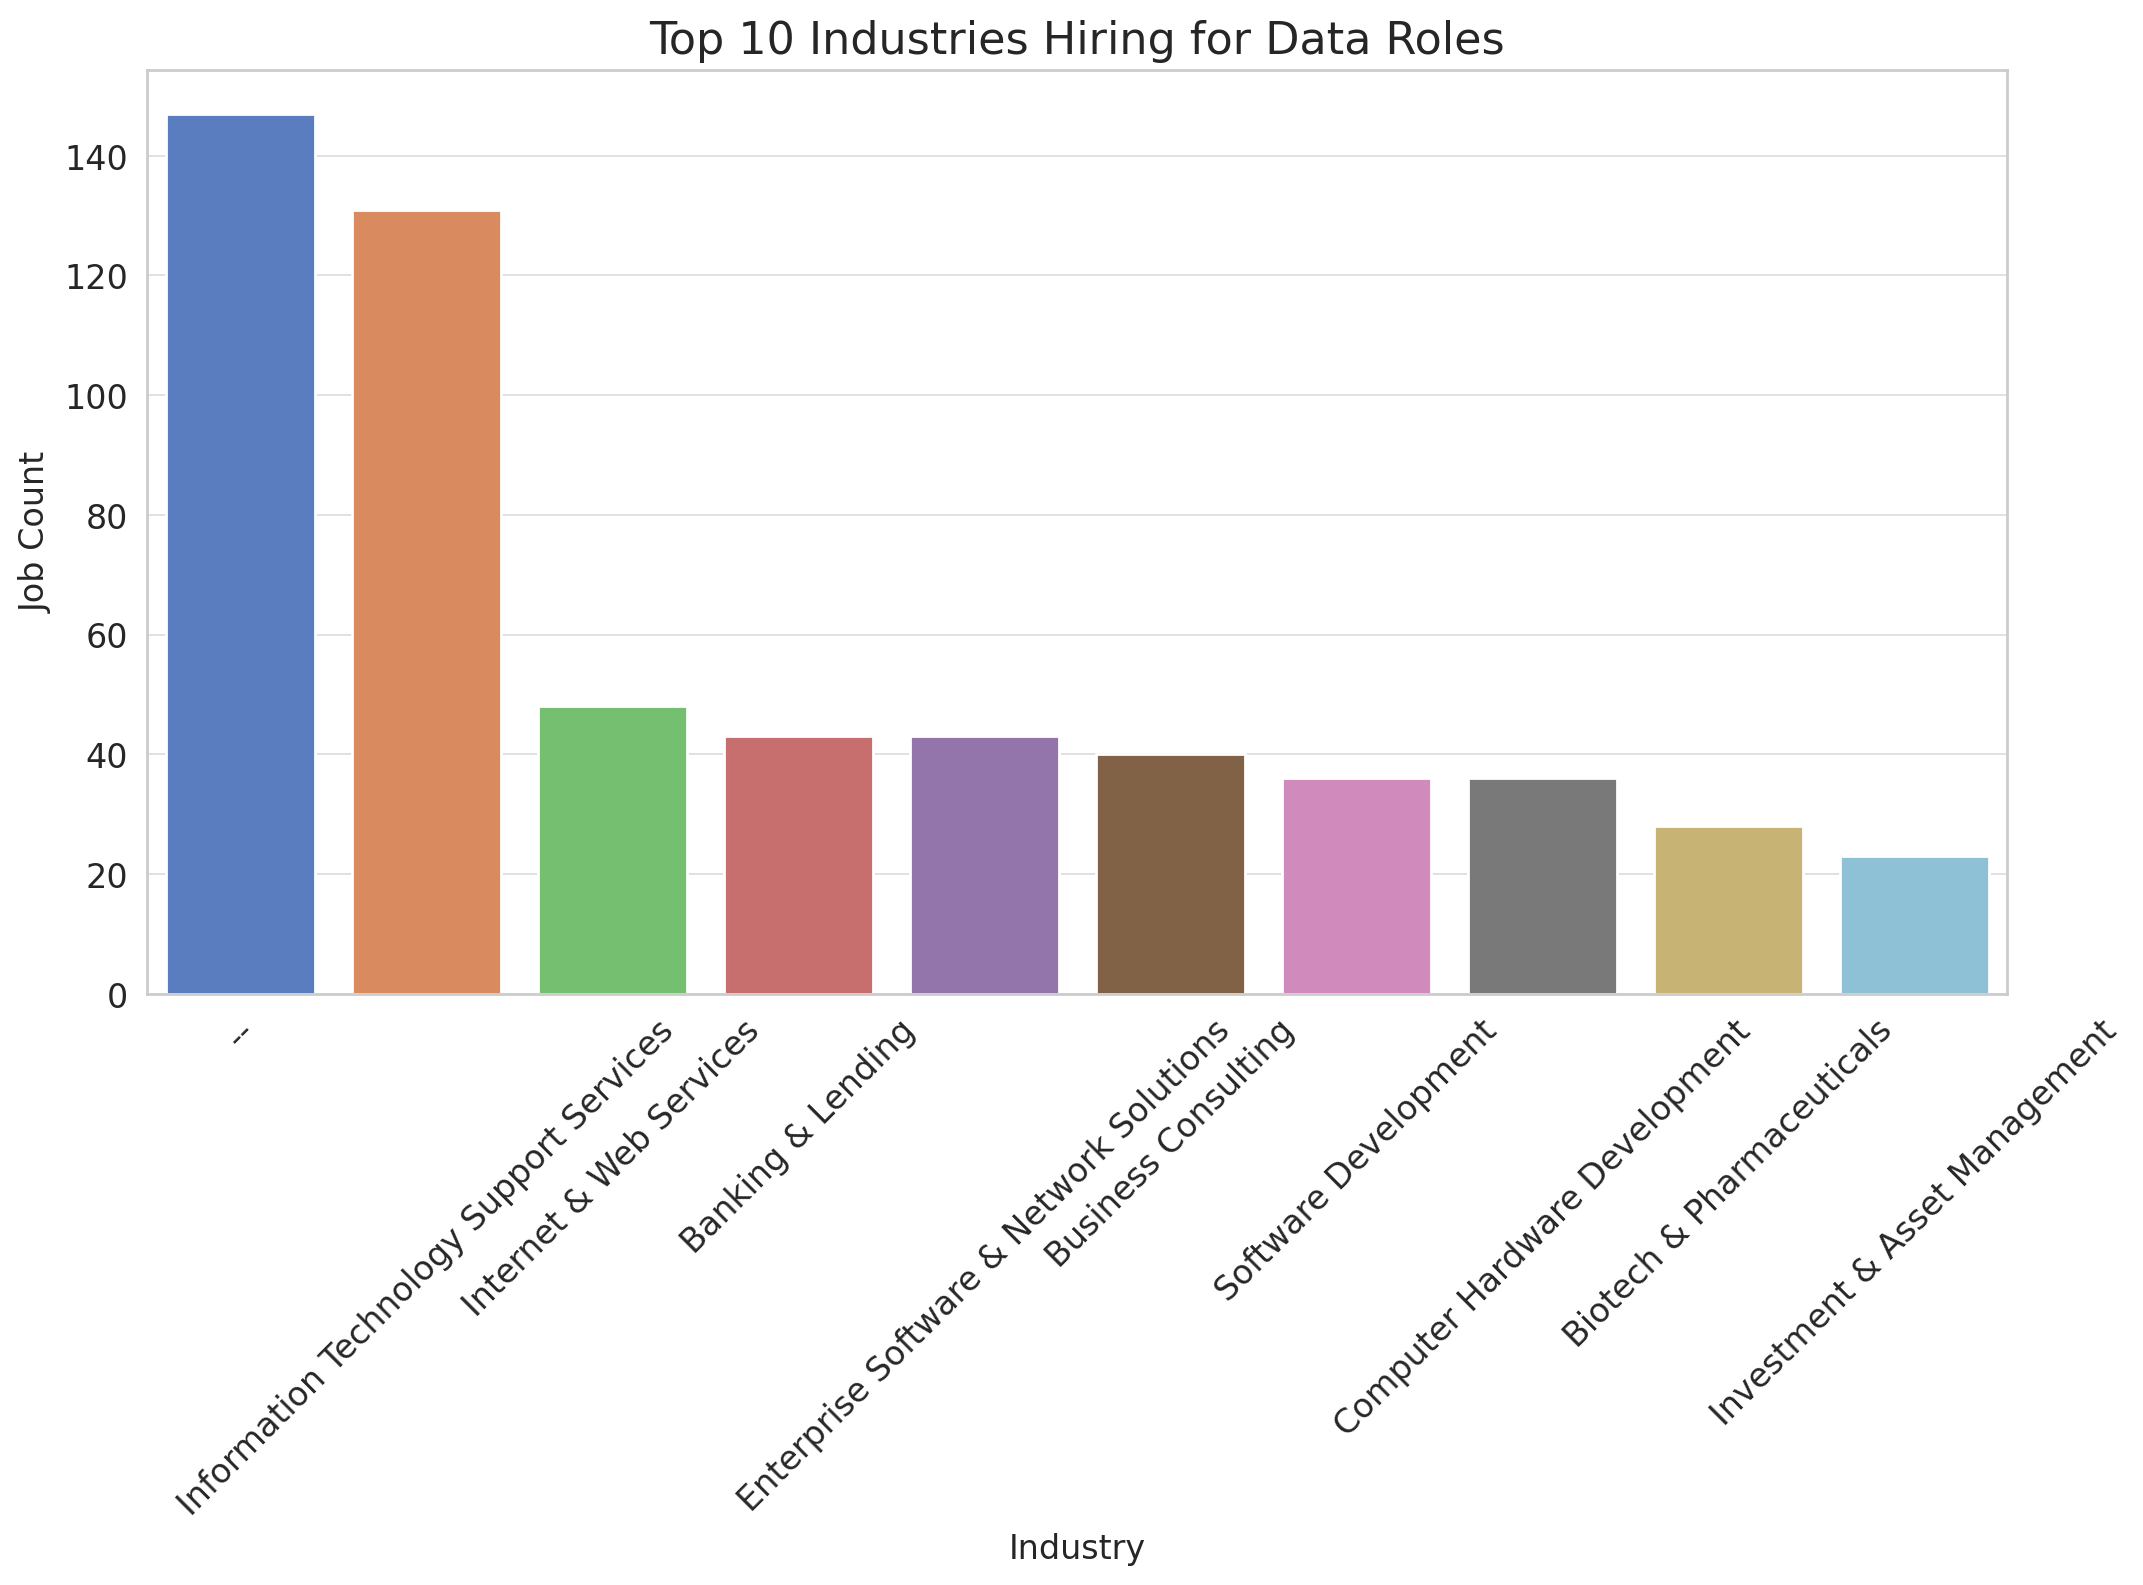 Top 10 Industries Hiring for Data Roles
Job Count
140
120
100
80
60
40
20
0
--
Information Technology Support Services
Internet & Web Services
Banking & Lending
Enterprise Software & Network Solutions
Business Consulting
Software Development
Computer Hardware Development
Biotech & Pharmaceuticals
Investment & Asset Management
Industry